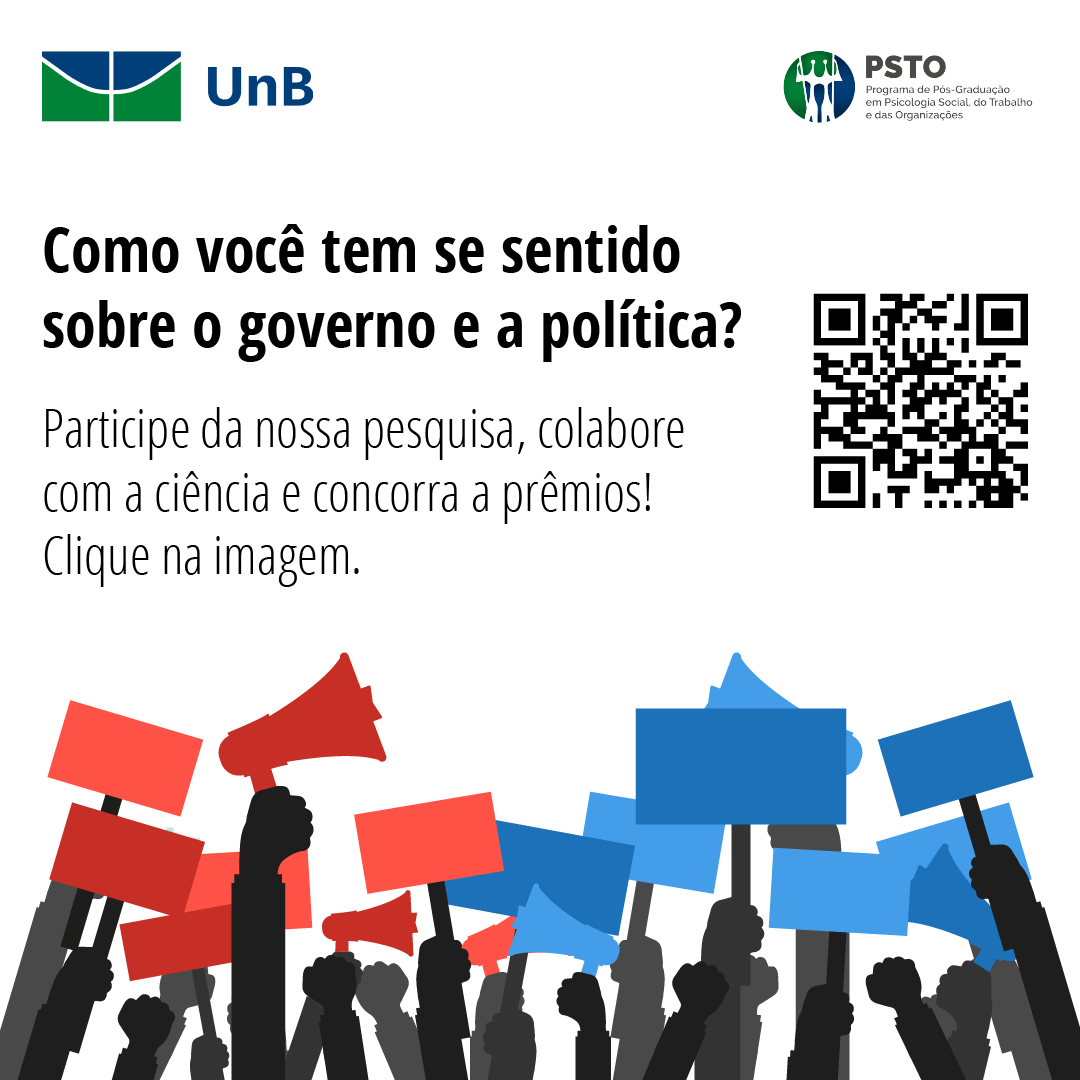 UnB
PSTO
Programa de Pós-Graduação
em Psicologia Social, do Trabalho
e das Organizações
Como você tem se sentido
sobre o governo e a política?
Participe da nossa pesquisa, colabore
com a ciência e concorra a prêmios!
Clique na imagem.